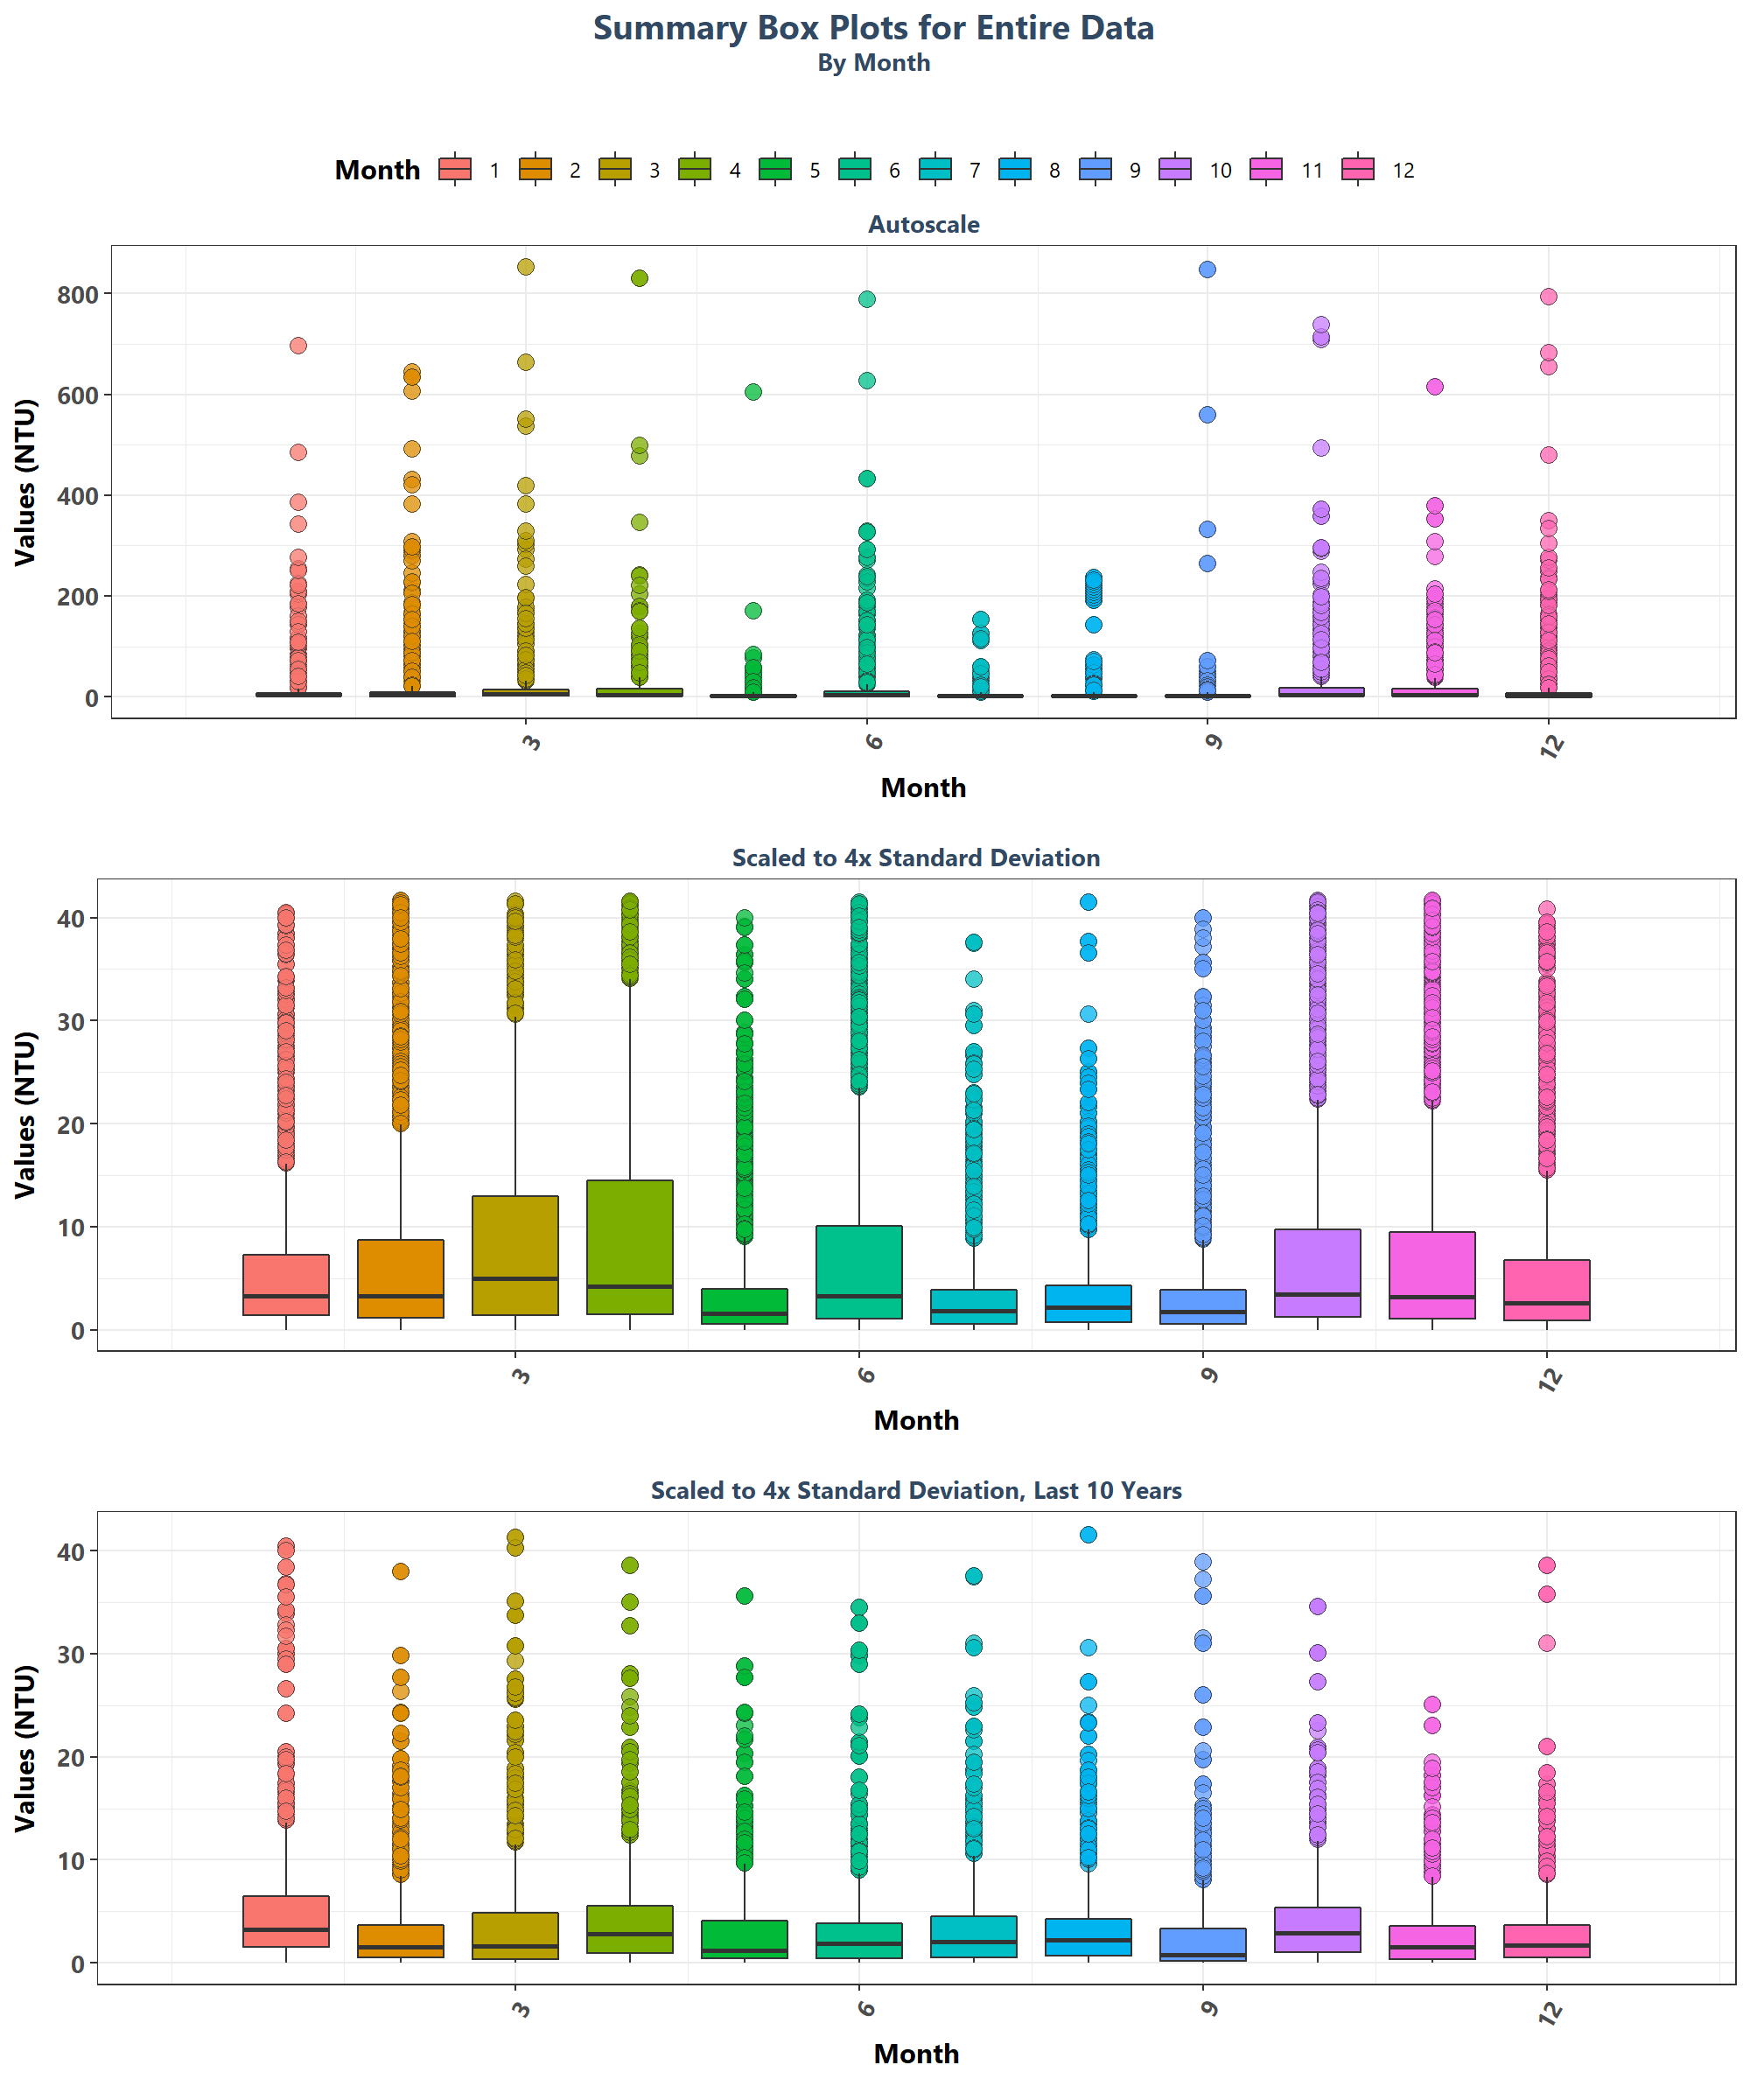 Summary Box Plots for Entire Data
By Month
Month 1 2 3 4 5 6 7 8 9 10 11 12
Autoscale
Values (NTU)
800
600
400
200
0
3 6 9 12
Month
Scaled to 4x Standard Deviation
Values (NTU)
40
30
20
10
0
3 6 9 12
Month
Scaled to 4x Standard Deviation, Last 10 Years
Values (NTU)
40
30
20
10
0
3 6 9 12
Month